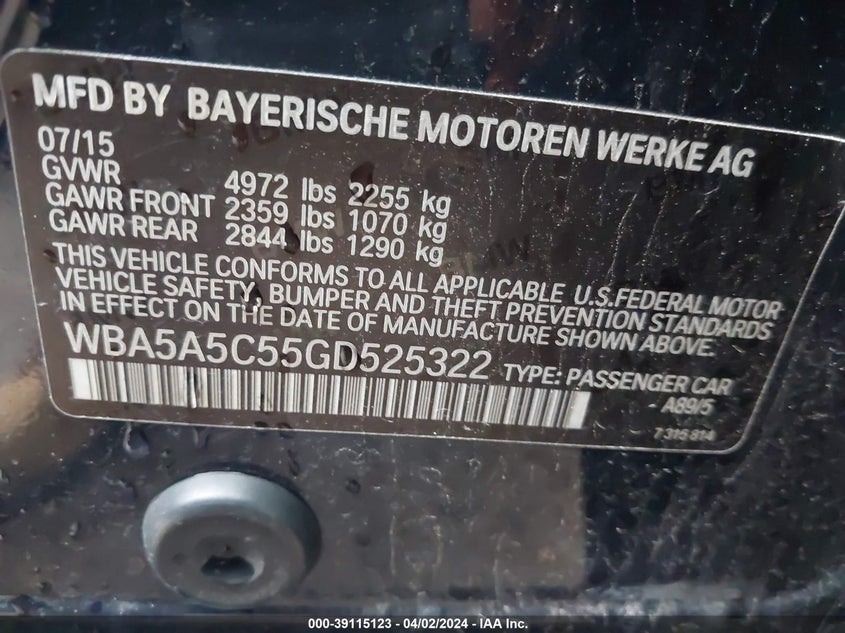 MFD BY BAYERISCHE MOTOREN WERKE AG
07/15
GVWR 4972 lbs 2255 kg
GAWR FRONT 2359 lbs 1070 kg
GAWR REAR 2844 lbs 1290 kg
THIS VEHICLE CONFORMS TO ALL APPLICABLE U.S.FEDERAL MOTOR
VEHICLE SAFETY, BUMPER AND THEFT PREVENTION STANDARDS
IN EFFECT ON THE DATE OF MANUFACTURE SHOWN ABOVE.
WBA5A5C55GD525322 TYPE: PASSENGER CAR
A89/5
7 316 814
000-39115123 - 04/02/2024 - IAA Inc.